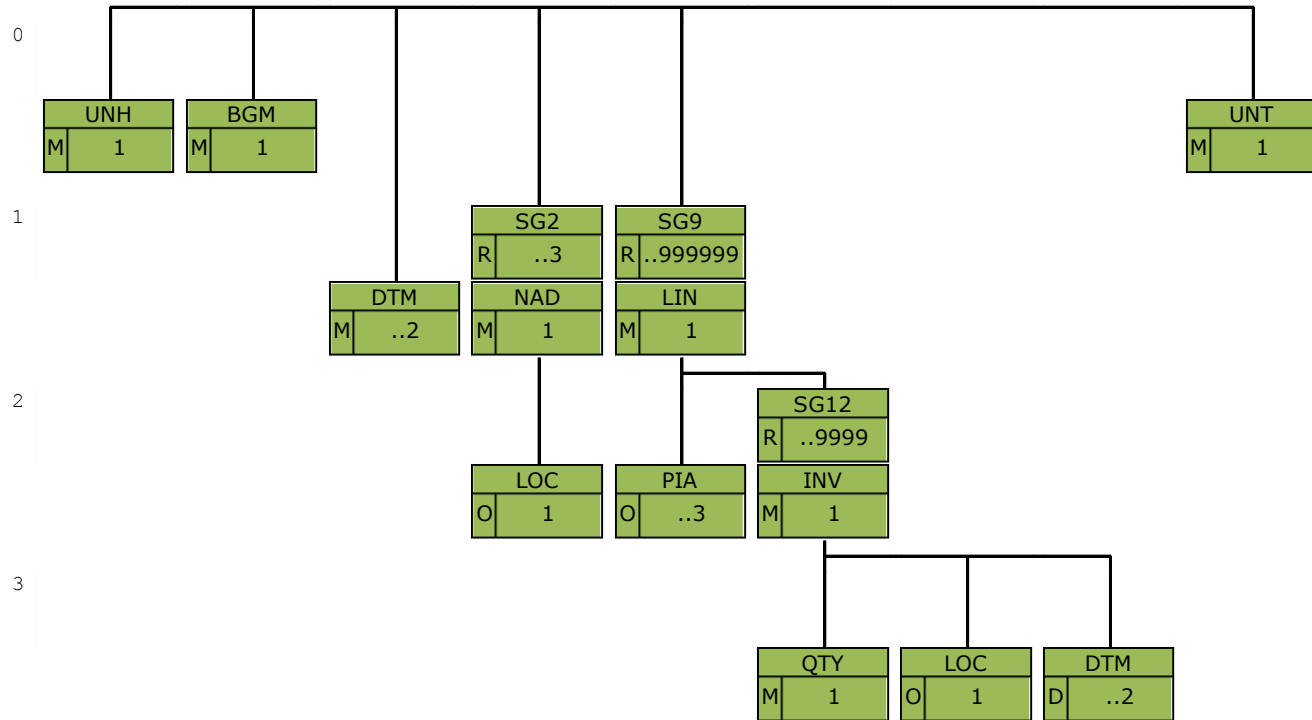 0
UNH BGM UNT
M 1 M 1 M 1
1
SG2 SG9
R ..3 R ..999999
DTM NAD LIN
M ..2 M 1 M 1
2
SG12
R ..9999
LOC PIA INV
O 1 O ..3 M 1
3
QTY LOC DTM
M 1 O 1 D ..2